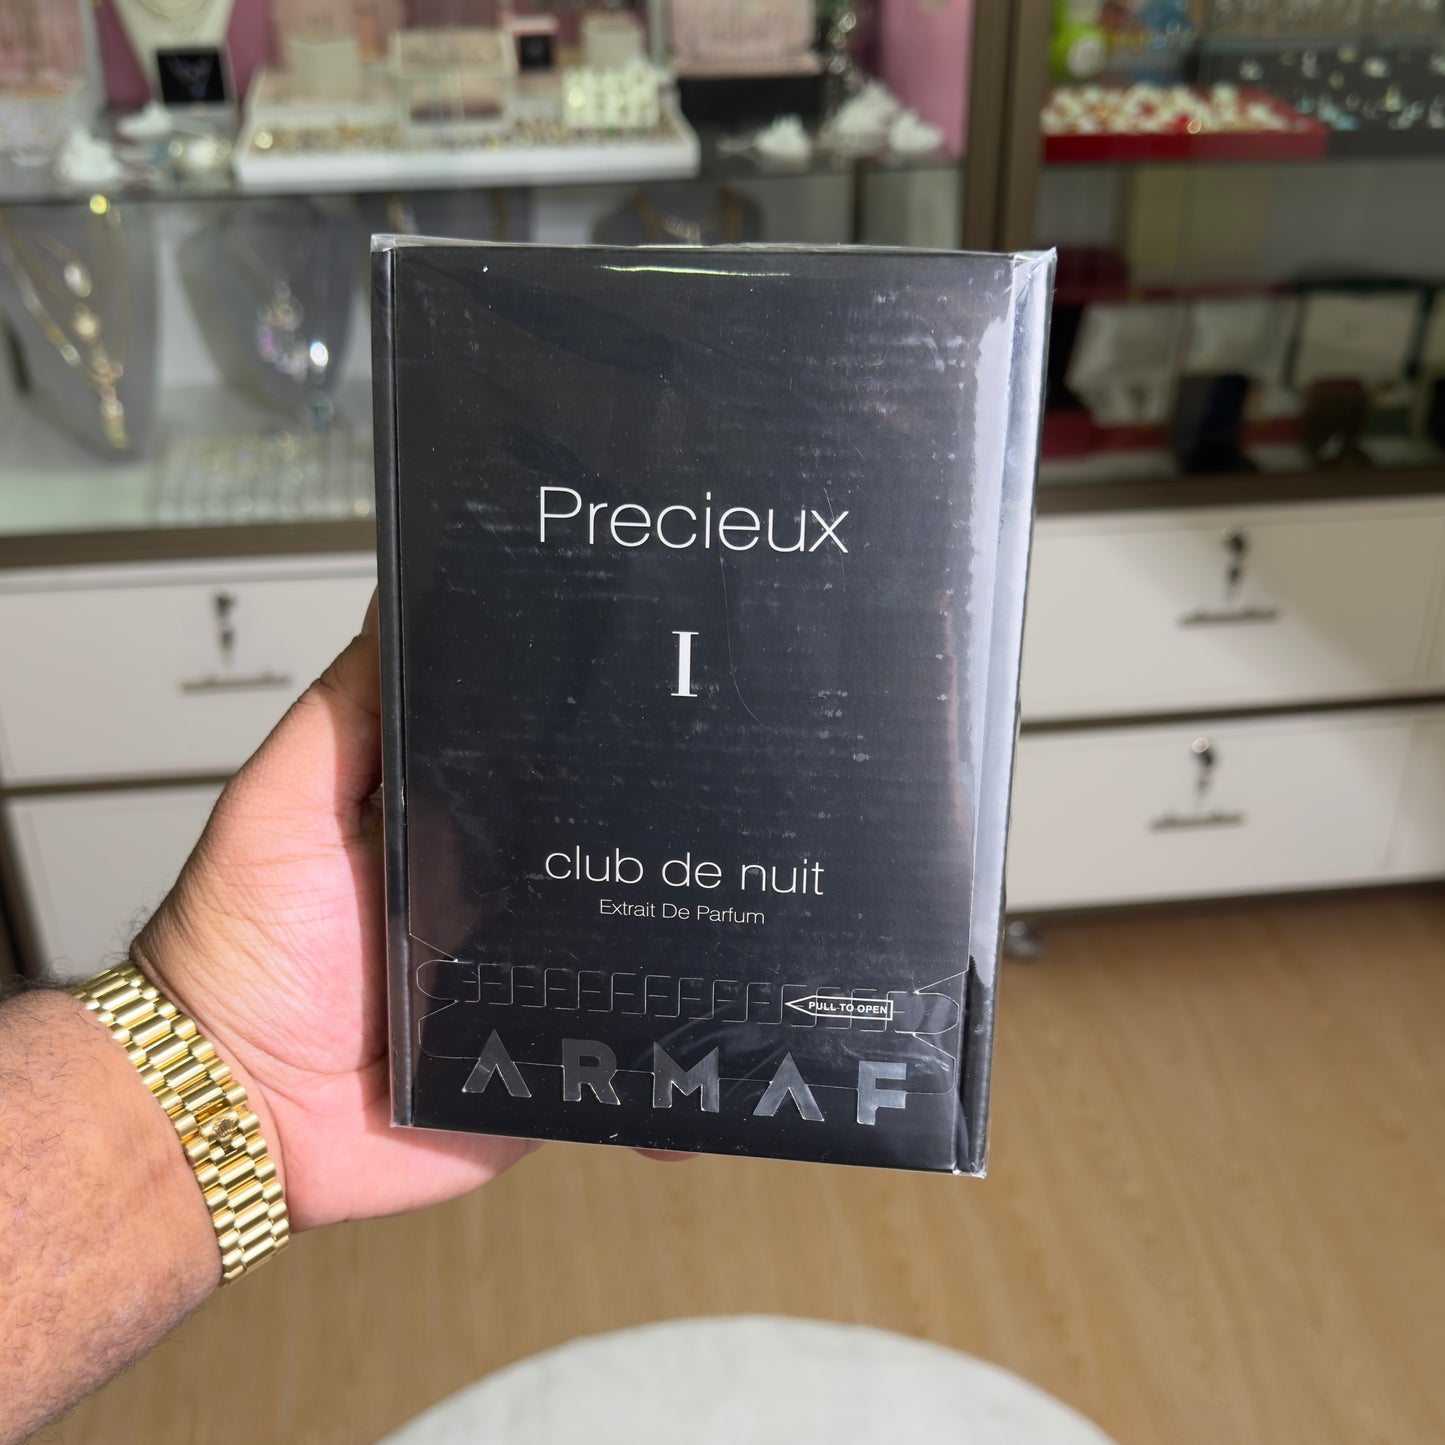 Precieux
I
club de nuit
Extrait De Parfum
PULL TO OPEN
ARMAF